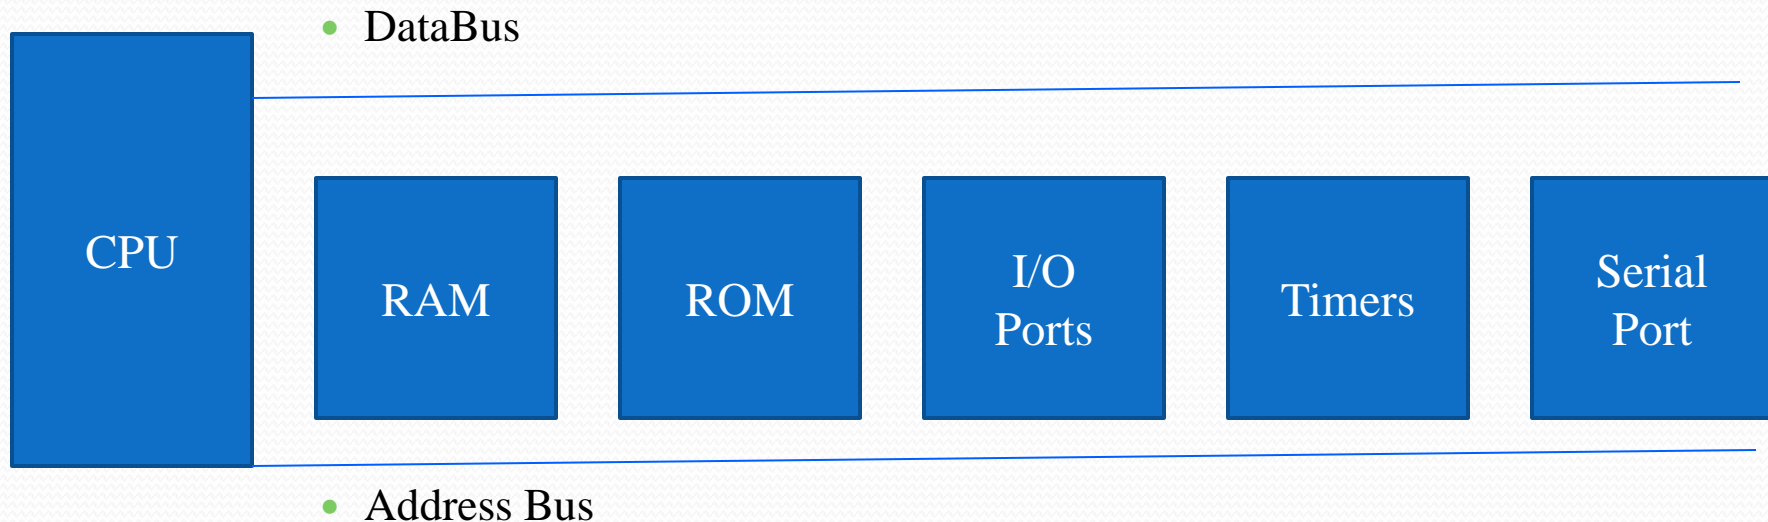 DataBus
CPU
RAM
ROM
I/O
Ports
Timers
Serial
Port
Address Bus